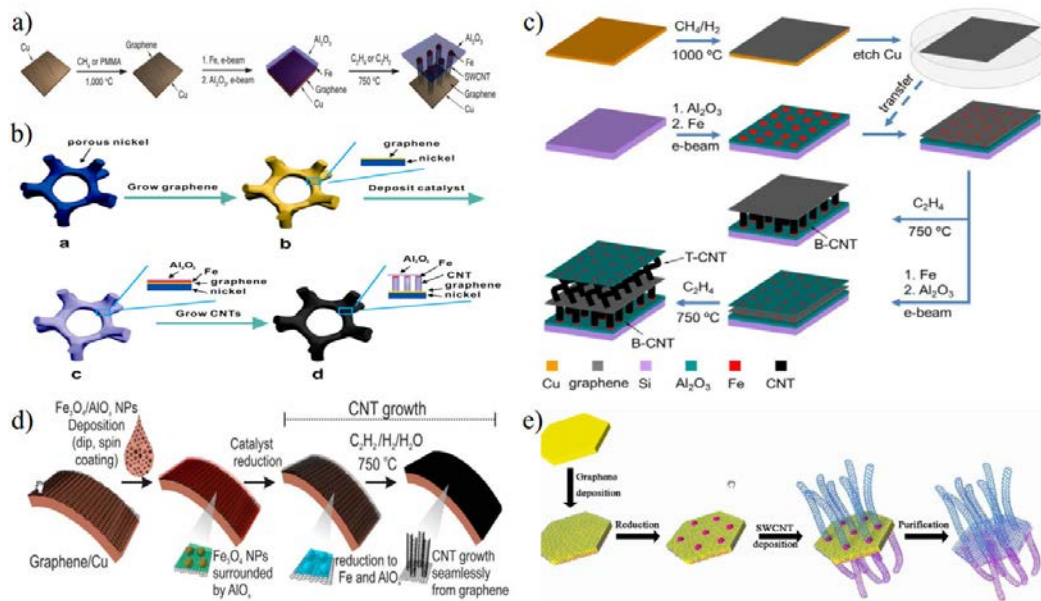 a)
Cu
CH₄ or PMMA
1,000 °C
Graphene
Cu
1. Fe, e-beam
2. Al₂O₃, e-beam
Al₂O₃
Fe
Graphene
Cu
C₂H₄ or C₂H₂
750 °C
Al₂O₃
Fe
SWCNT
Graphene
Cu
b)
porous nickel
Grow graphene
graphene
nickel
Deposit catalyst
a
b
Al₂O₃
Fe
graphene
nickel
Grow CNTs
Al₂O₃
Fe
CNT
graphene
nickel
c
d
c)
CH₄/H₂
1000 ºC
etch Cu
transfer
1. Al₂O₃
2. Fe
e-beam
C₂H₄
750 ºC
B-CNT
T-CNT
1. Fe
2. Al₂O₃
e-beam
C₂H₄
750 ºC
B-CNT
Cu
graphene
Si
Al₂O₃
Fe
CNT
d)
Fe₃O₄/AlOₓ NPs
Deposition
(dip, spin
coating)
Catalyst
reduction
CNT growth
C₂H₂/H₂/H₂O
750 °C
Graphene/Cu
Fe₃O₄ NPs
surrounded
by AlOₓ
reduction to
Fe and AlOₓ
CNT growth
seamlessly
from graphene
e)
Graphene
deposition
Reduction
SWCNT
deposition
Purification